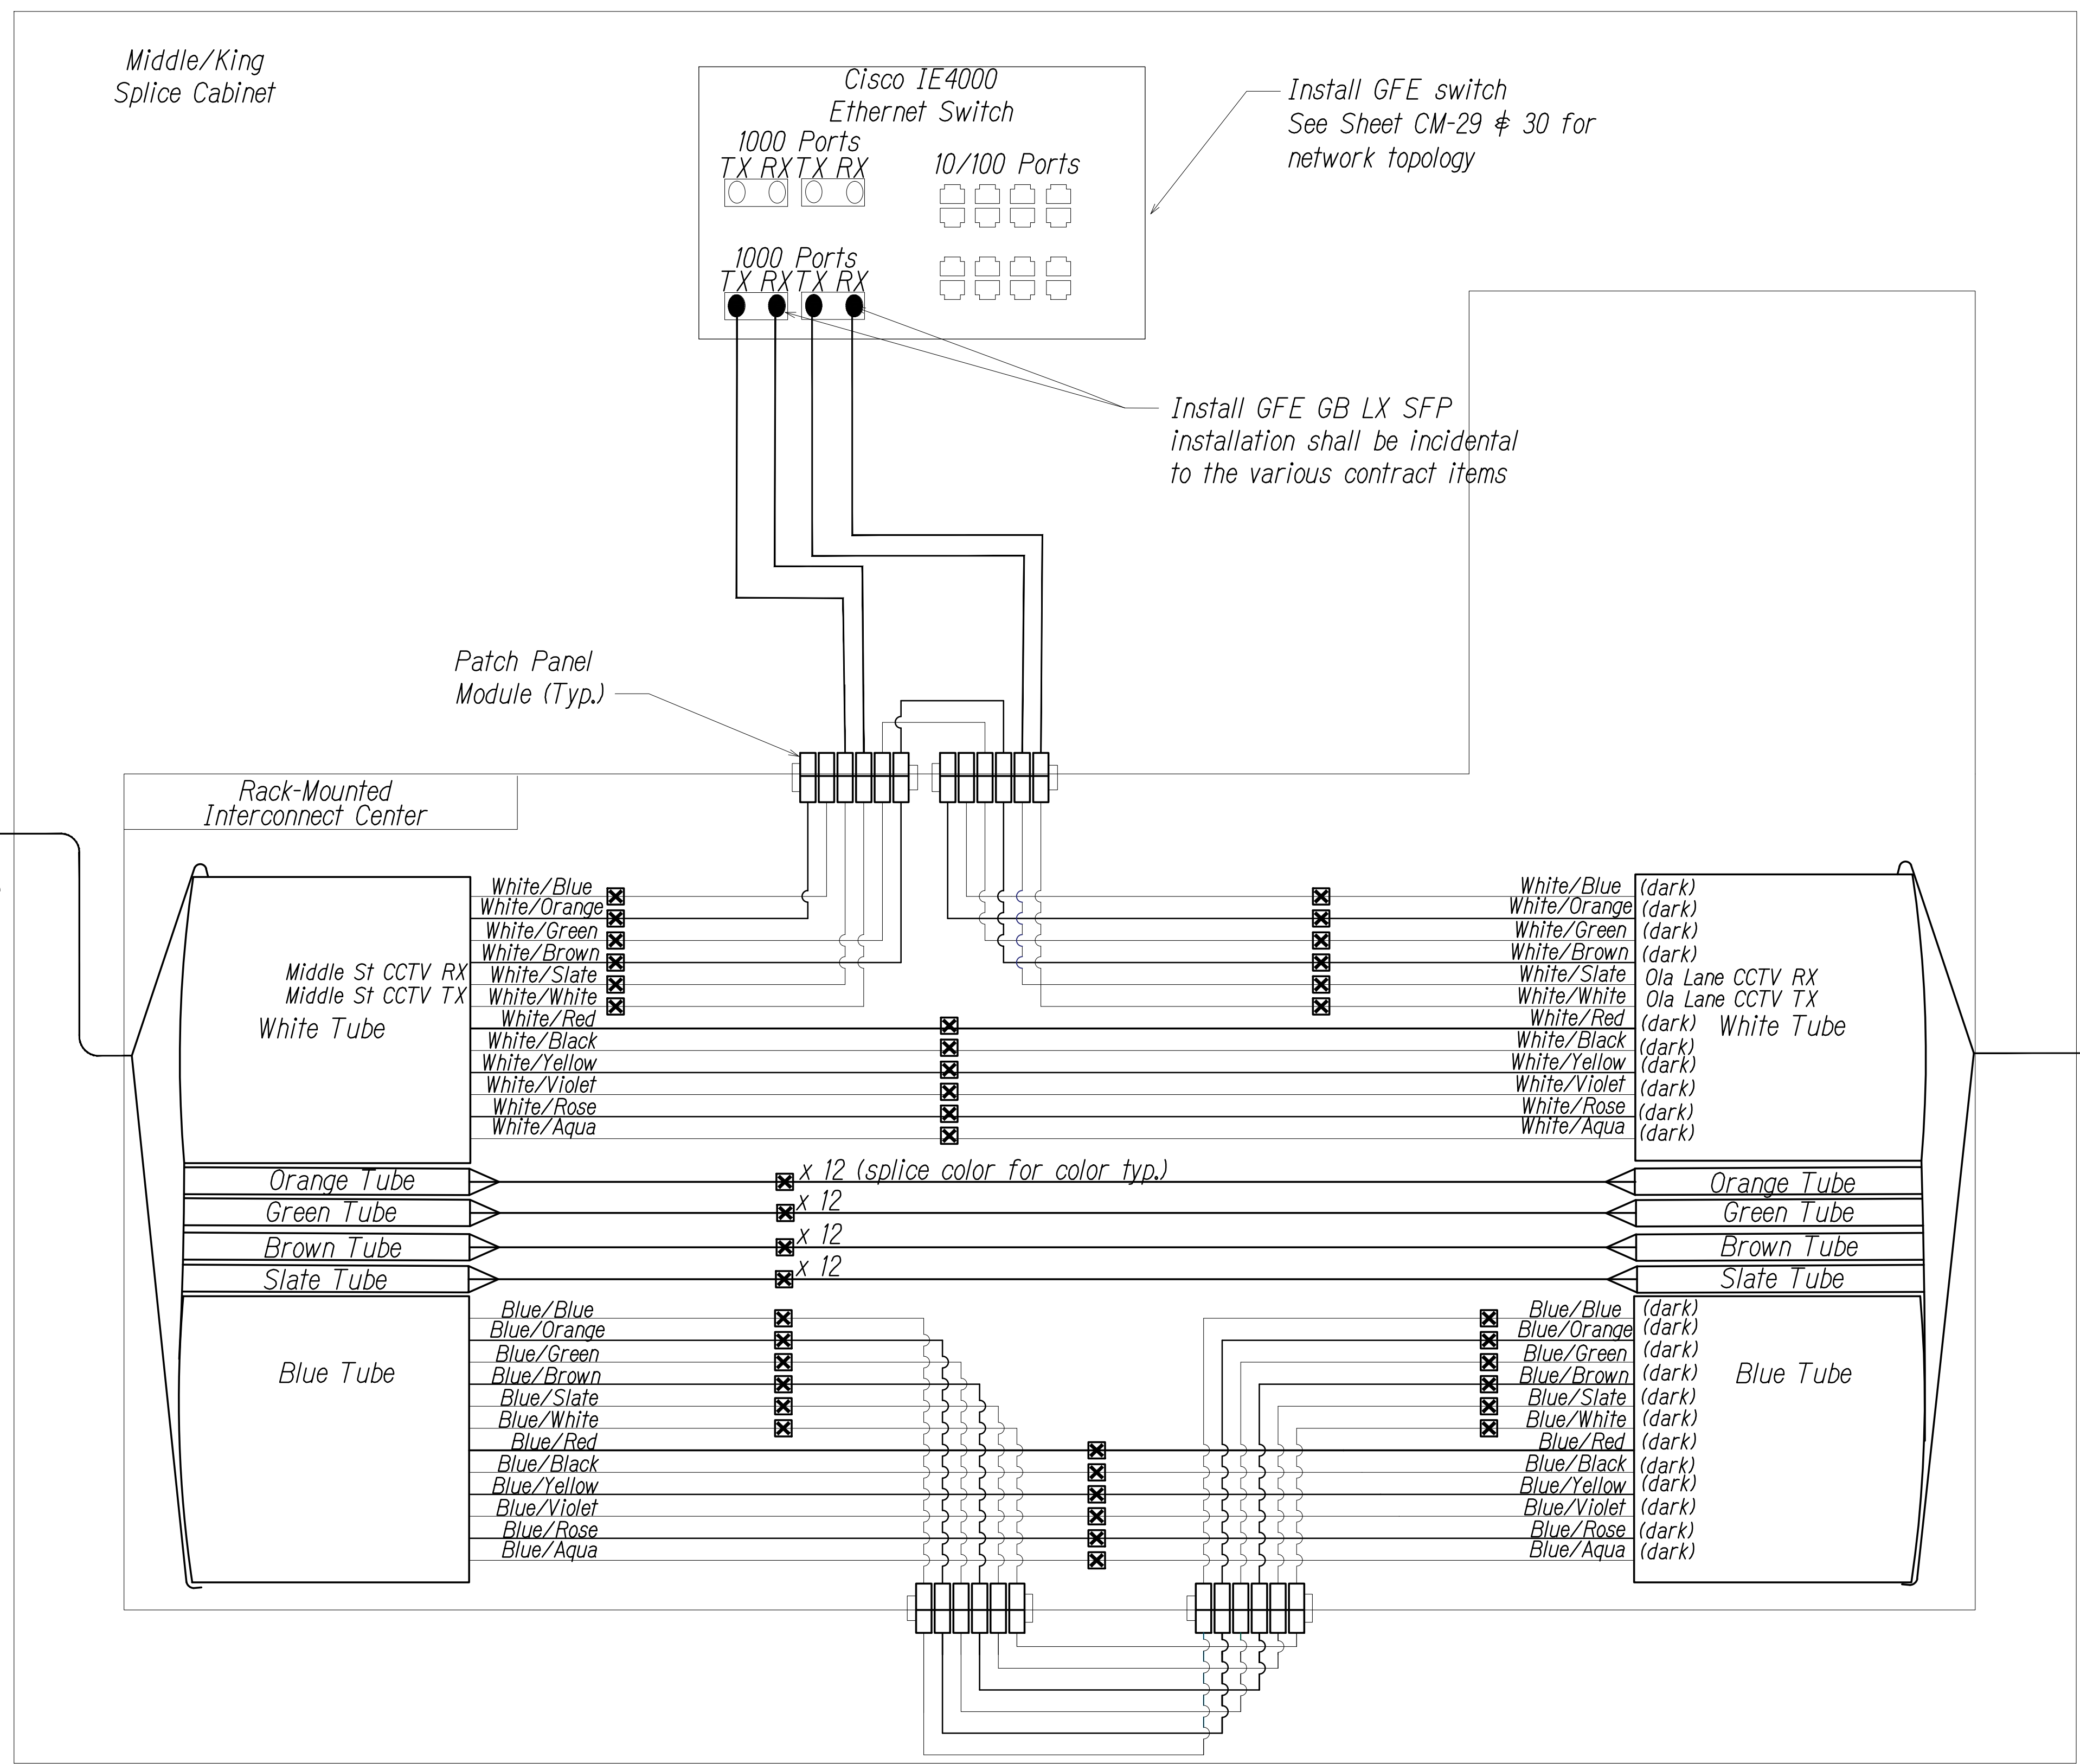 Middle/King
Splice Cabinet
Cisco IE4000
Ethernet Switch
1000 Ports
TX RX TX RX
10/100 Ports
1000 Ports
TX RX TX RX
Install GFE switch
See Sheet CM-29 & 30 for
network topology
Install GFE GB LX SFP
installation shall be incidental
to the various contract items
Patch Panel
Module (Typ.)
Rack-Mounted
Interconnect Center
Middle St CCTV RX
Middle St CCTV TX
White Tube
White/Blue
White/Orange
White/Green
White/Brown
White/Slate
White/White
White/Red
White/Black
White/Yellow
White/Violet
White/Rose
White/Aqua
White/Blue (dark)
White/Orange (dark)
White/Green (dark)
White/Brown (dark)
White/Slate Ola Lane CCTV RX
White/White Ola Lane CCTV TX
White/Red (dark) White Tube
White/Black (dark)
White/Yellow (dark)
White/Violet (dark)
White/Rose (dark)
White/Aqua (dark)
Orange Tube x 12 (splice color for color typ.) Orange Tube
Green Tube x 12 Green Tube
Brown Tube x 12 Brown Tube
Slate Tube x 12 Slate Tube
Blue Tube
Blue/Blue
Blue/Orange
Blue/Green
Blue/Brown
Blue/Slate
Blue/White
Blue/Red
Blue/Black
Blue/Yellow
Blue/Violet
Blue/Rose
Blue/Aqua
Blue/Blue (dark)
Blue/Orange (dark)
Blue/Green (dark)
Blue/Brown (dark) Blue Tube
Blue/Slate (dark)
Blue/White (dark)
Blue/Red (dark)
Blue/Black (dark)
Blue/Yellow (dark)
Blue/Violet (dark)
Blue/Rose (dark)
Blue/Aqua (dark)